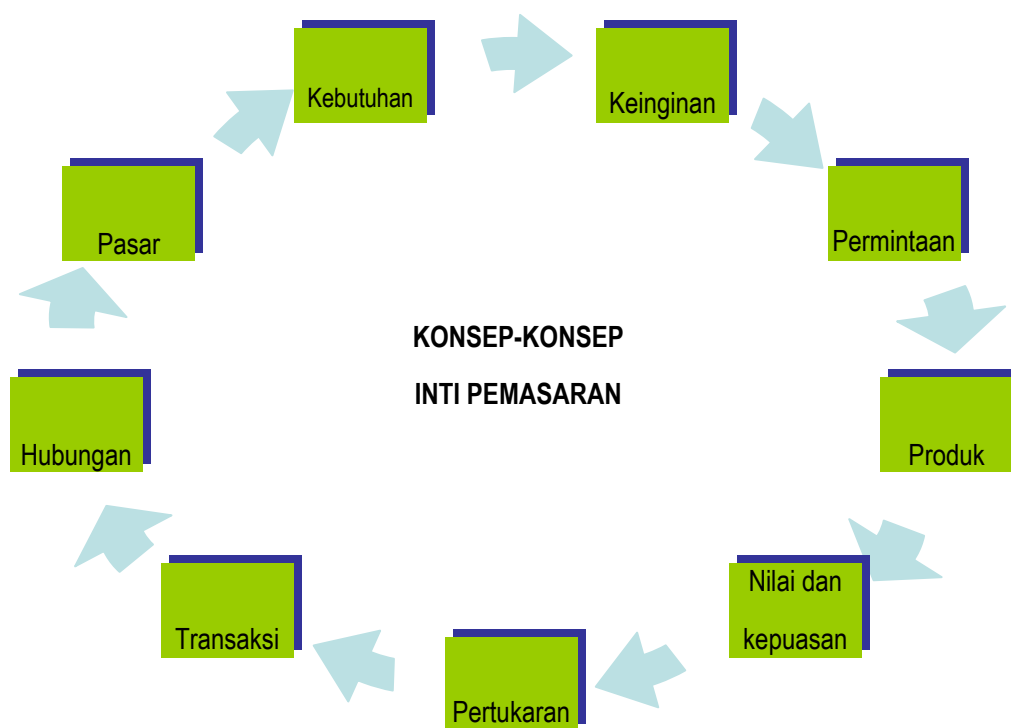 Kebutuhan
Keinginan
Permintaan
Produk
Nilai dan
kepuasan
Pertukaran
Transaksi
Hubungan
Pasar
KONSEP-KONSEP
INTI PEMASARAN